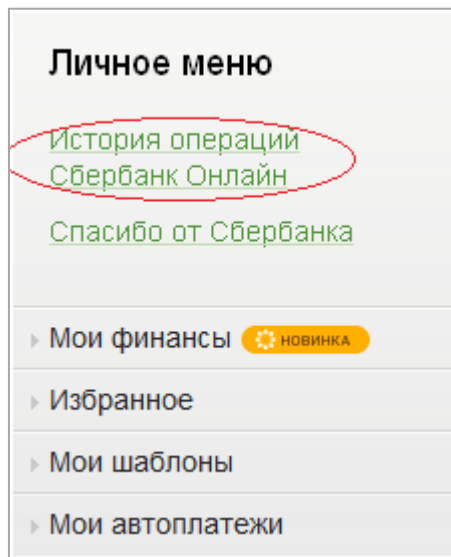 Личное меню
История операций
Сбербанк Онлайн
Спасибо от Сбербанка
Мои финансы НОВИНКА
Избранное
Мои шаблоны
Мои автоплатежи